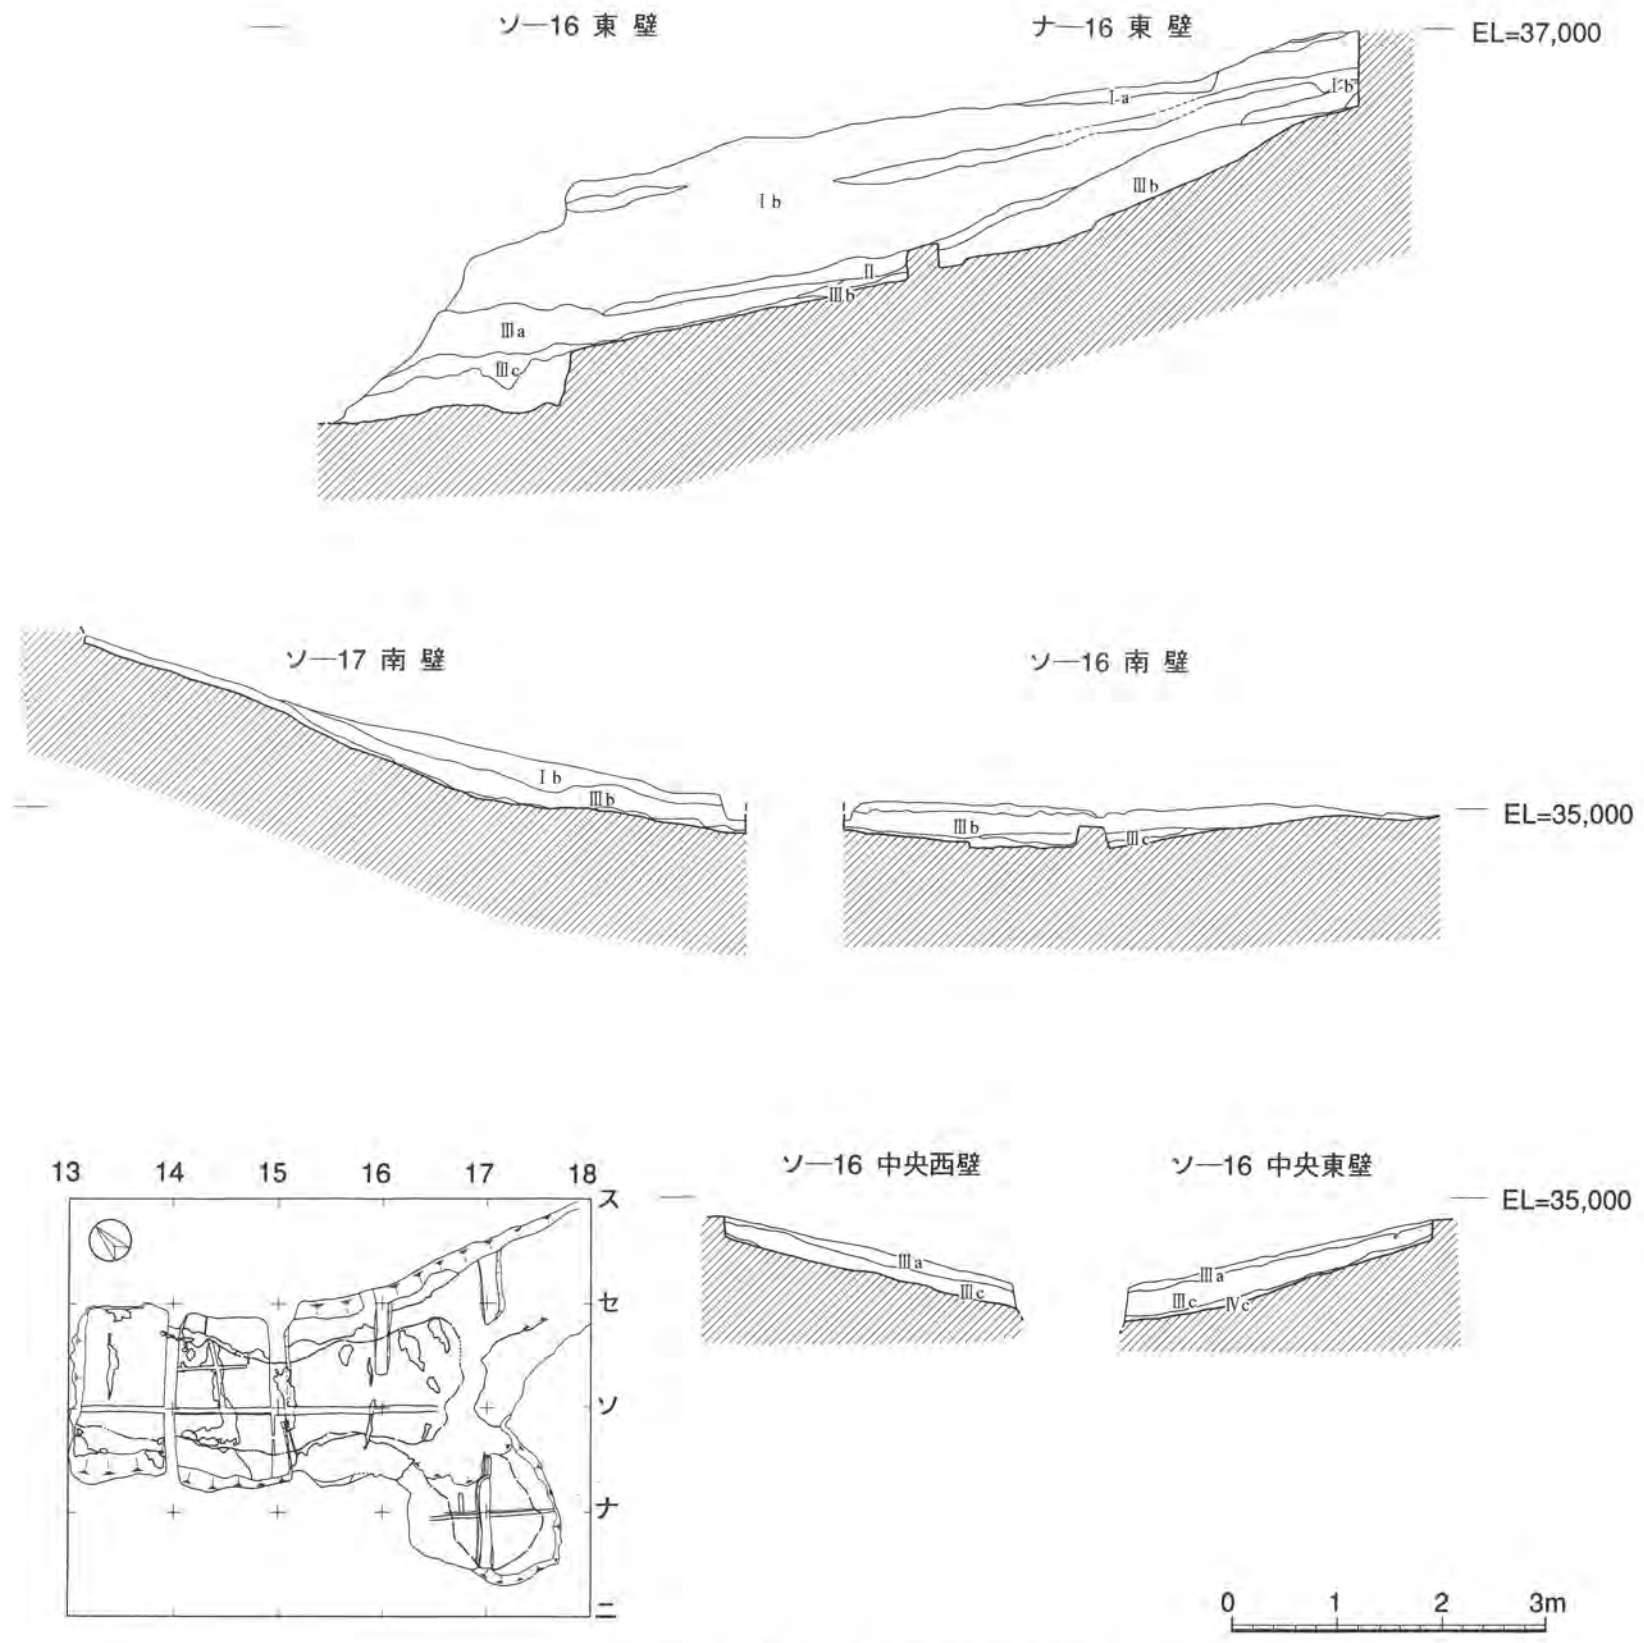 ソ—16 東 壁
ナ—16 東 壁
EL=37,000
Ⅰa
Ⅰb
Ⅲb
Ⅰb
Ⅱ
Ⅲb
Ⅲa
Ⅲc
ソ—17 南 壁
ソ—16 南 壁
Ⅰb
Ⅲb
EL=35,000
Ⅲb
Ⅲc
ソ—16 中央西壁
ソ—16 中央東壁
EL=35,000
Ⅲa
Ⅲc
Ⅲa
Ⅲc
Ⅳc
13 14 15 16 17 18
ス
セ
ソ
ナ
ニ
0 1 2 3m